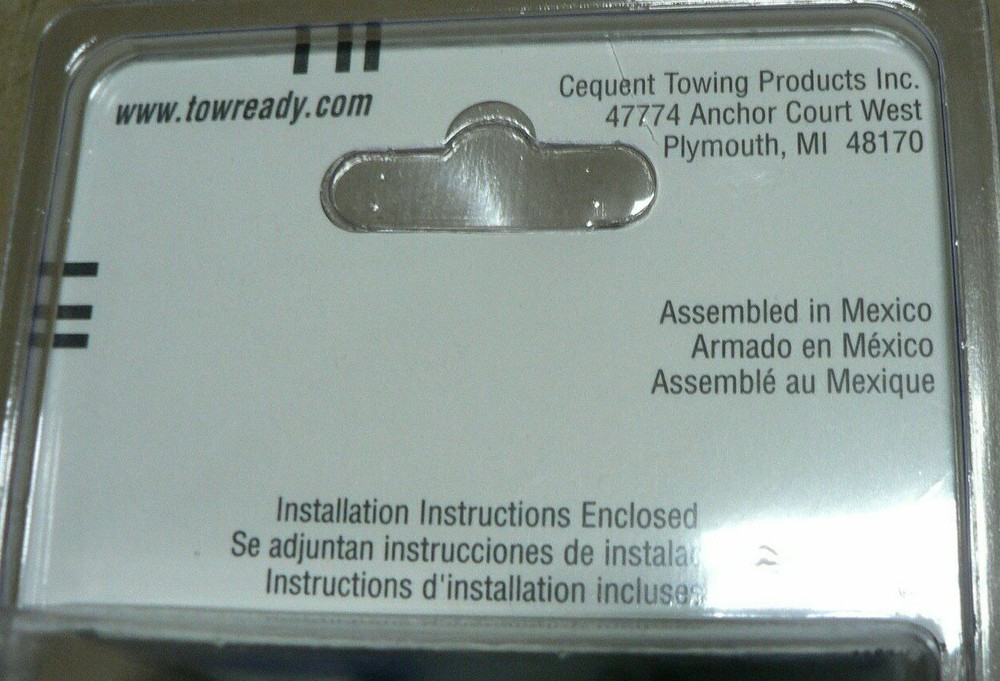 www.towready.com
Cequent Towing Products Inc.
47774 Anchor Court West
Plymouth, MI 48170
Assembled in Mexico
Armado en México
Assemblé au Mexique
Installation Instructions Enclosed
Se adjuntan instrucciones de
Instructions d'installation incluses